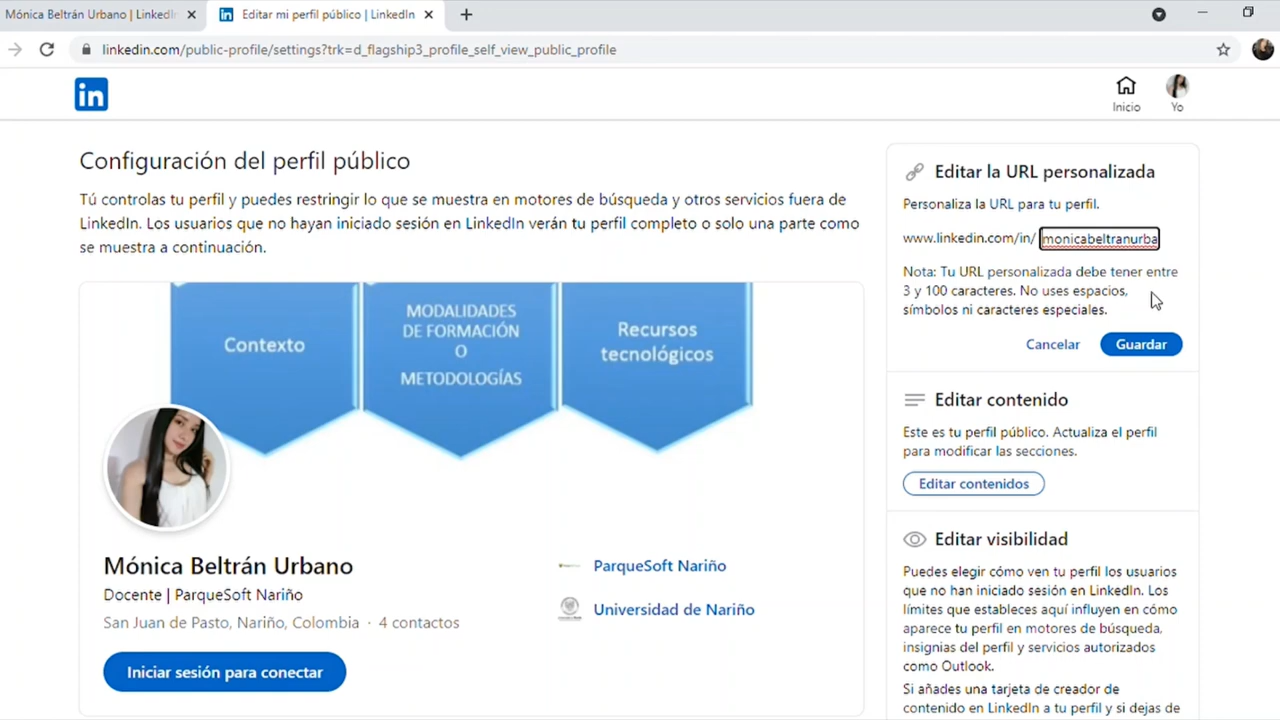 Mónica Beltrán Urbano | LinkedIn
Editar mi perfil público | LinkedIn
linkedin.com/public-profile/settings?trk=d_flagship3_profile_self_view_public_profile
in
Inicio
Yo
Configuración del perfil público
Tú controlas tu perfil y puedes restringir lo que se muestra en motores de búsqueda y otros servicios fuera de
LinkedIn. Los usuarios que no hayan iniciado sesión en LinkedIn verán tu perfil completo o solo una parte como
se muestra a continuación.
Contexto
MODALIDADES
DE FORMACIÓN
O
METODOLOGÍAS
Recursos
tecnológicos
Mónica Beltrán Urbano
Docente | ParqueSoft Nariño
San Juan de Pasto, Nariño, Colombia · 4 contactos
Iniciar sesión para conectar
ParqueSoft Nariño
Universidad de Nariño
Editar la URL personalizada
Personaliza la URL para tu perfil.
www.linkedin.com/in/ monicabeltranurba
Nota: Tu URL personalizada debe tener entre
3 y 100 caracteres. No uses espacios,
símbolos ni caracteres especiales.
Cancelar
Guardar
Editar contenido
Este es tu perfil público. Actualiza el perfil
para modificar las secciones.
Editar contenidos
Editar visibilidad
Puedes elegir cómo ven tu perfil los usuarios
que no han iniciado sesión en LinkedIn. Los
límites que estableces aquí influyen en cómo
aparece tu perfil en motores de búsqueda,
insignias del perfil y servicios autorizados
como Outlook.
Si añades una tarjeta de creador de
contenido en LinkedIn a tu perfil y si dejas de